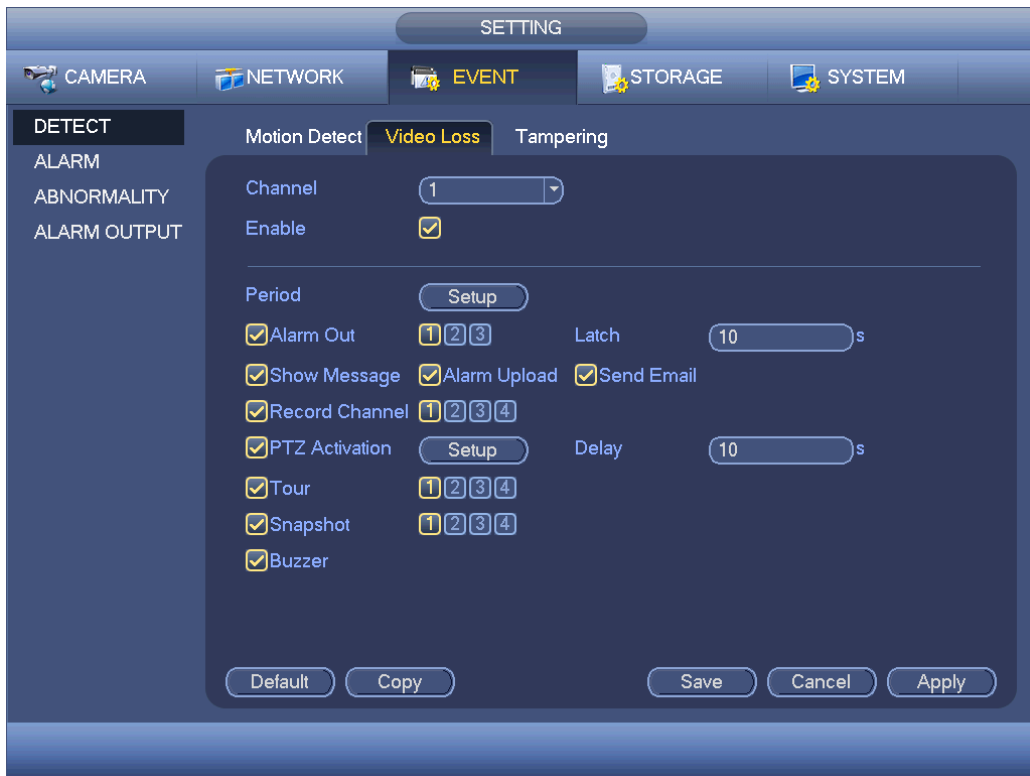 SETTING
CAMERA NETWORK EVENT STORAGE SYSTEM
DETECT
ALARM
ABNORMALITY
ALARM OUTPUT
Motion Detect Video Loss Tampering
Channel 1
Enable
Period Setup
Alarm Out 1 2 3 Latch 10 s
Show Message Alarm Upload Send Email
Record Channel 1 2 3 4
PTZ Activation Setup Delay 10 s
Tour 1 2 3 4
Snapshot 1 2 3 4
Buzzer
Default Copy Save Cancel Apply